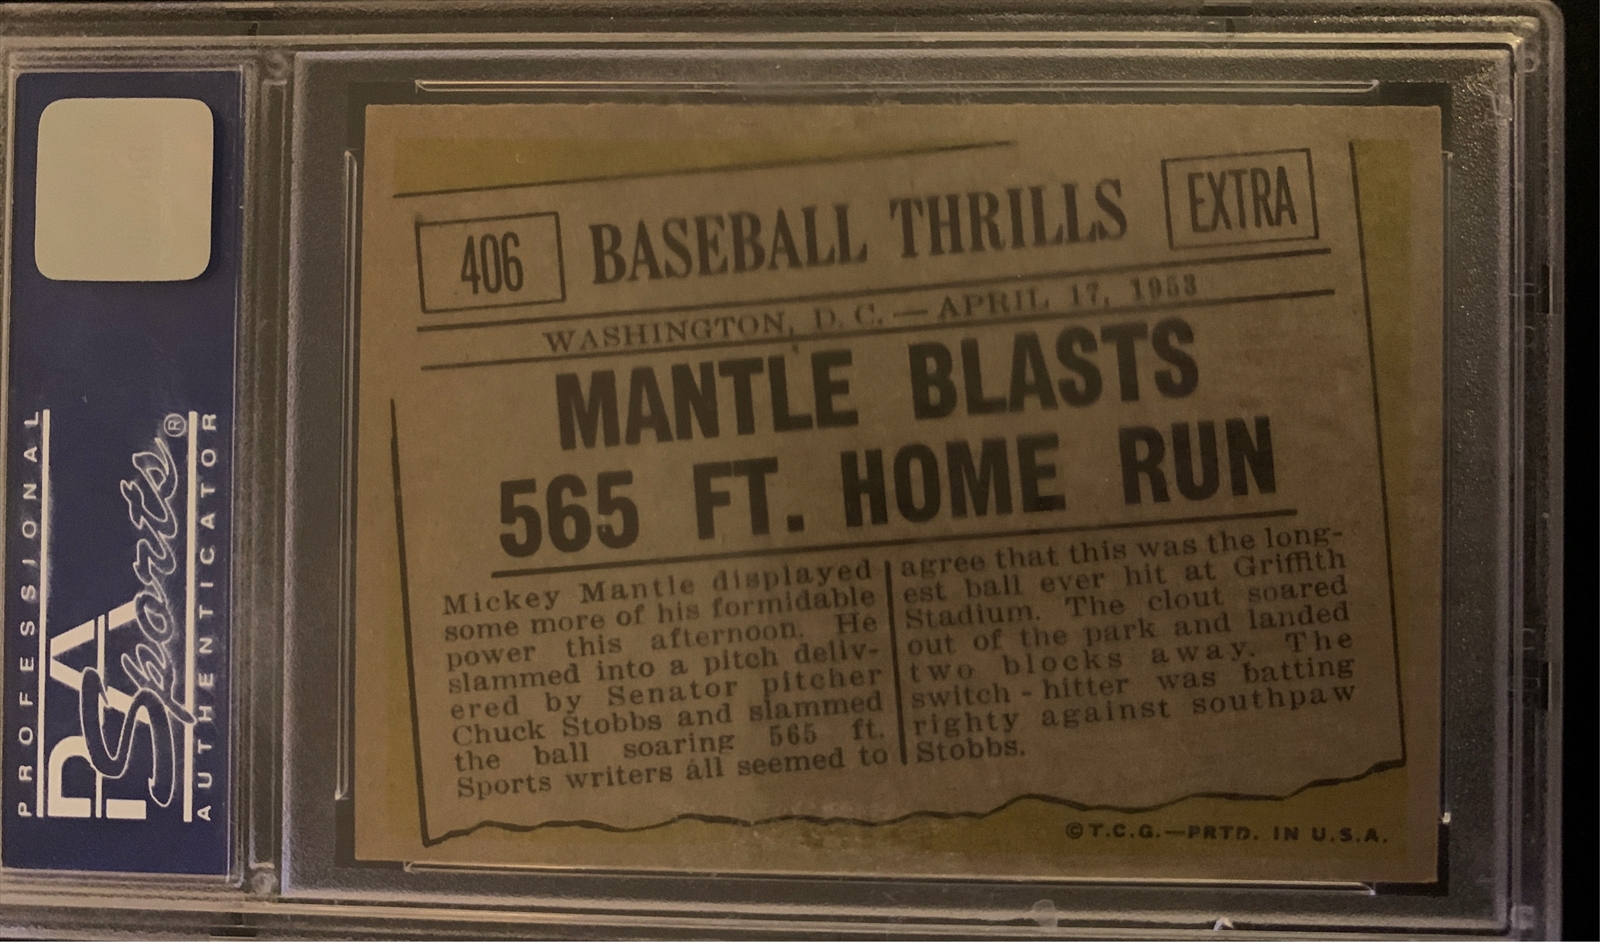 PROFESSIONAL
PSA
Sports®
AUTHENTICATOR
406 BASEBALL THRILLS EXTRA
WASHINGTON, D. C. — APRIL 17, 1953
MANTLE BLASTS
565 FT. HOME RUN
Mickey Mantle displayed
some more of his formidable
power this afternoon. He
slammed into a pitch deliv-
ered by Senator pitcher
Chuck Stobbs and slammed
the ball soaring 565 ft.
Sports writers all seemed to
agree that this was the long-
est ball ever hit at Griffith
Stadium. The clout soared
out of the park and landed
two blocks away. The
switch-hitter was batting
righty against southpaw
Stobbs.
©T.C.G.—PRTD. IN U.S.A.